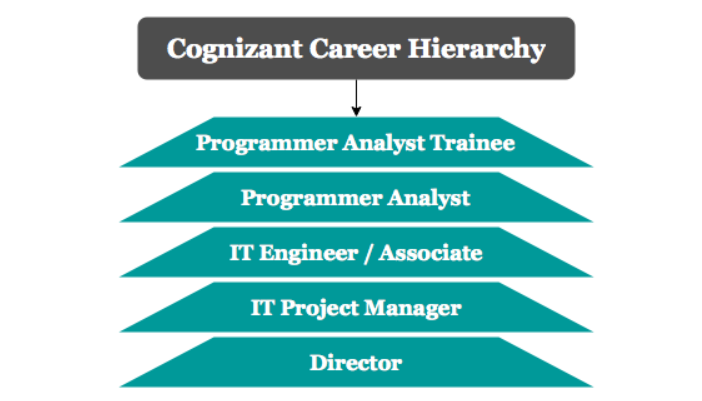 Cognizant Career Hierarchy
Programmer Analyst Trainee
Programmer Analyst
IT Engineer / Associate
IT Project Manager
Director